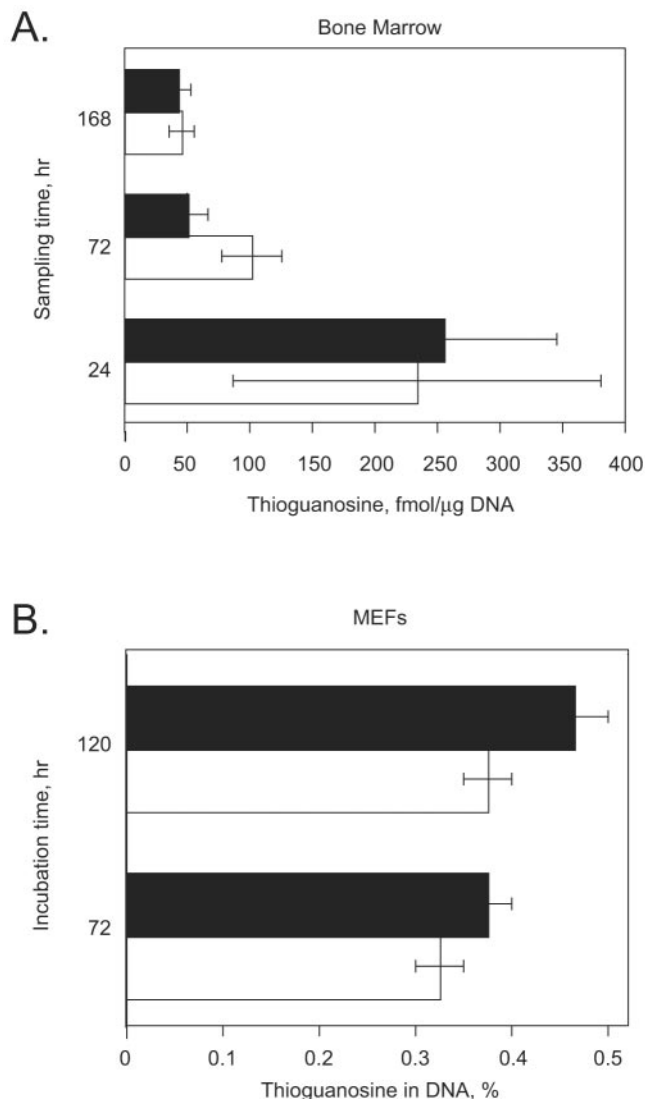 A.
Bone Marrow
Sampling time, hr
168
72
24
0 50 100 150 200 250 300 350 400
Thioguanosine, fmol/μg DNA
B.
MEFs
Incubation time, hr
120
72
0 0.1 0.2 0.3 0.4 0.5
Thioguanosine in DNA, %